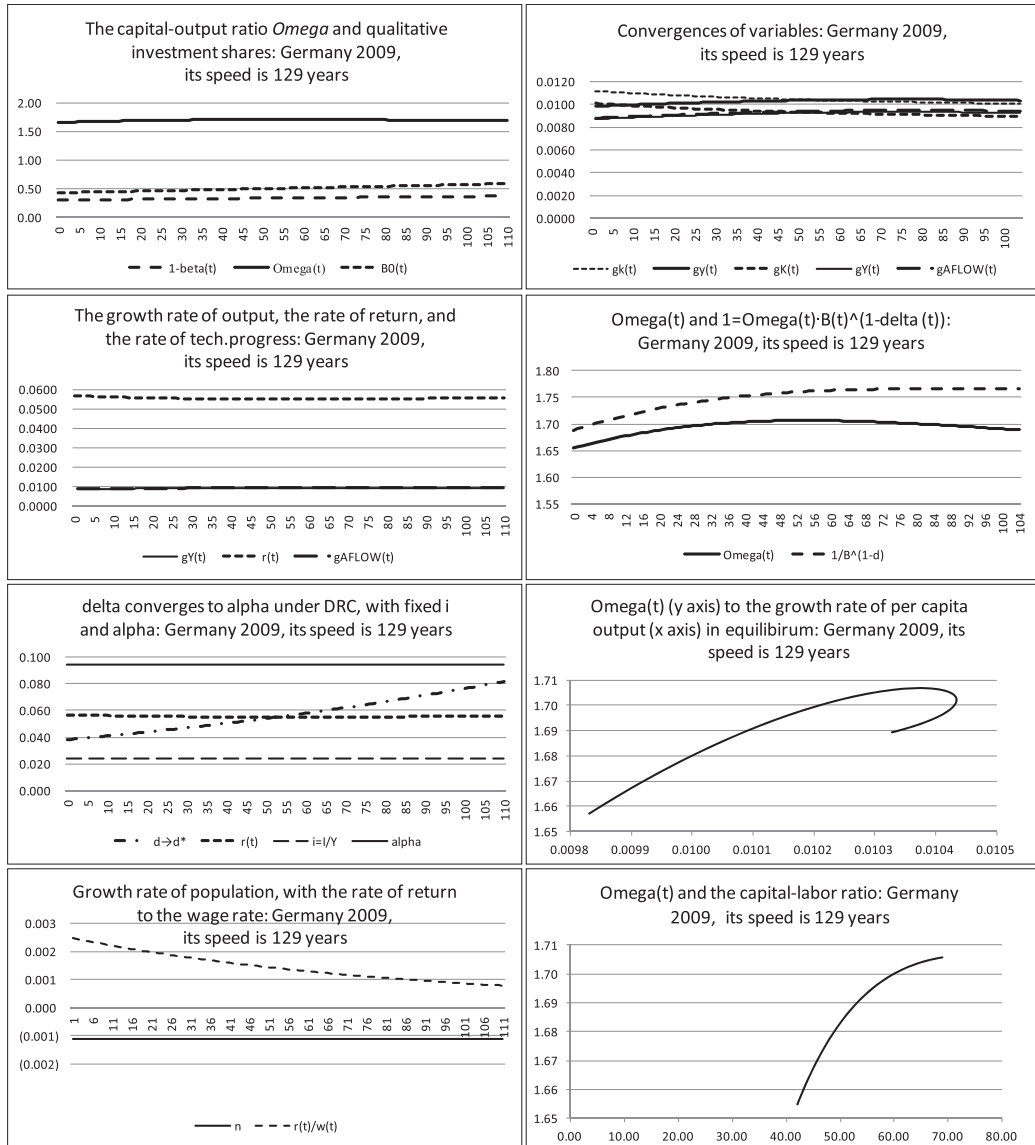 The capital-output ratio Omega and qualitative
investment shares: Germany 2009,
its speed is 129 years
2.00
1.50
1.00
0.50
0.00
0 5 10 15 20 25 30 35 40 45 50 55 60 65 70 75 80 85 90 95 100 105 110
1-beta(t) Omega(t) B0(t)
Convergences of variables: Germany 2009,
its speed is 129 years
0.0120
0.0100
0.0080
0.0060
0.0040
0.0020
0.0000
0 5 10 15 20 25 30 35 40 45 50 55 60 65 70 75 80 85 90 95 100
gk(t) gy(t) gK(t) gY(t) gAFLOW(t)
The growth rate of output, the rate of return, and
the rate of tech.progress: Germany 2009,
its speed is 129 years
0.0600
0.0500
0.0400
0.0300
0.0200
0.0100
0.0000
0 5 10 15 20 25 30 35 40 45 50 55 60 65 70 75 80 85 90 95 100 105 110
gY(t) r(t) gAFLOW(t)
Omega(t) and 1=Omega(t)·B(t)^(1-delta (t)):
Germany 2009, its speed is 129 years
1.80
1.75
1.70
1.65
1.60
1.55
0 4 8 12 16 20 24 28 32 36 40 44 48 52 56 60 64 68 72 76 80 84 88 92 96 100 104
Omega(t) 1/B^(1-d)
delta converges to alpha under DRC, with fixed i
and alpha: Germany 2009, its speed is 129 years
0.100
0.080
0.060
0.040
0.020
0.000
0 5 10 15 20 25 30 35 40 45 50 55 60 65 70 75 80 85 90 95 100 105 110
d→d* r(t) i=I/Y alpha
Omega(t) (y axis) to the growth rate of per capita
output (x axis) in equilibirum: Germany 2009, its
speed is 129 years
1.71
1.70
1.69
1.68
1.67
1.66
1.65
0.0098 0.0099 0.0100 0.0101 0.0102 0.0103 0.0104 0.0105
Growth rate of population, with the rate of return
to the wage rate: Germany 2009,
its speed is 129 years
0.003
0.002
0.001
0.000
(0.001)
(0.002)
1 6 11 16 21 26 31 36 41 46 51 56 61 66 71 76 81 86 91 96 101 106 111
n r(t)/w(t)
Omega(t) and the capital-labor ratio: Germany
2009, its speed is 129 years
1.71
1.70
1.69
1.68
1.67
1.66
1.65
0.00 10.00 20.00 30.00 40.00 50.00 60.00 70.00 80.00